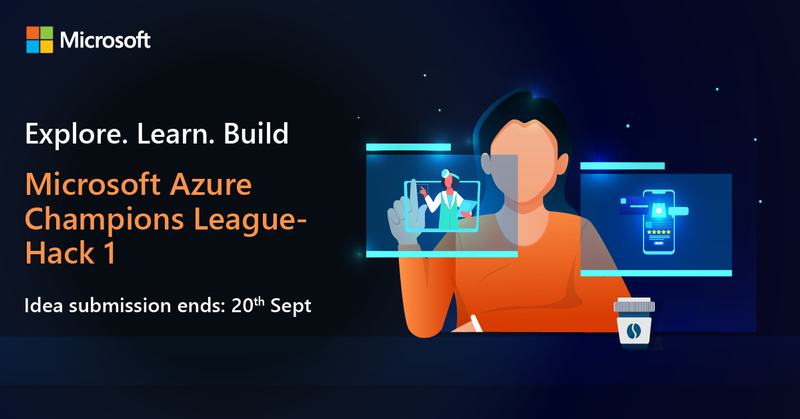 Microsoft
Explore. Learn. Build
Microsoft Azure
Champions League-
Hack 1
Idea submission ends: 20th Sept